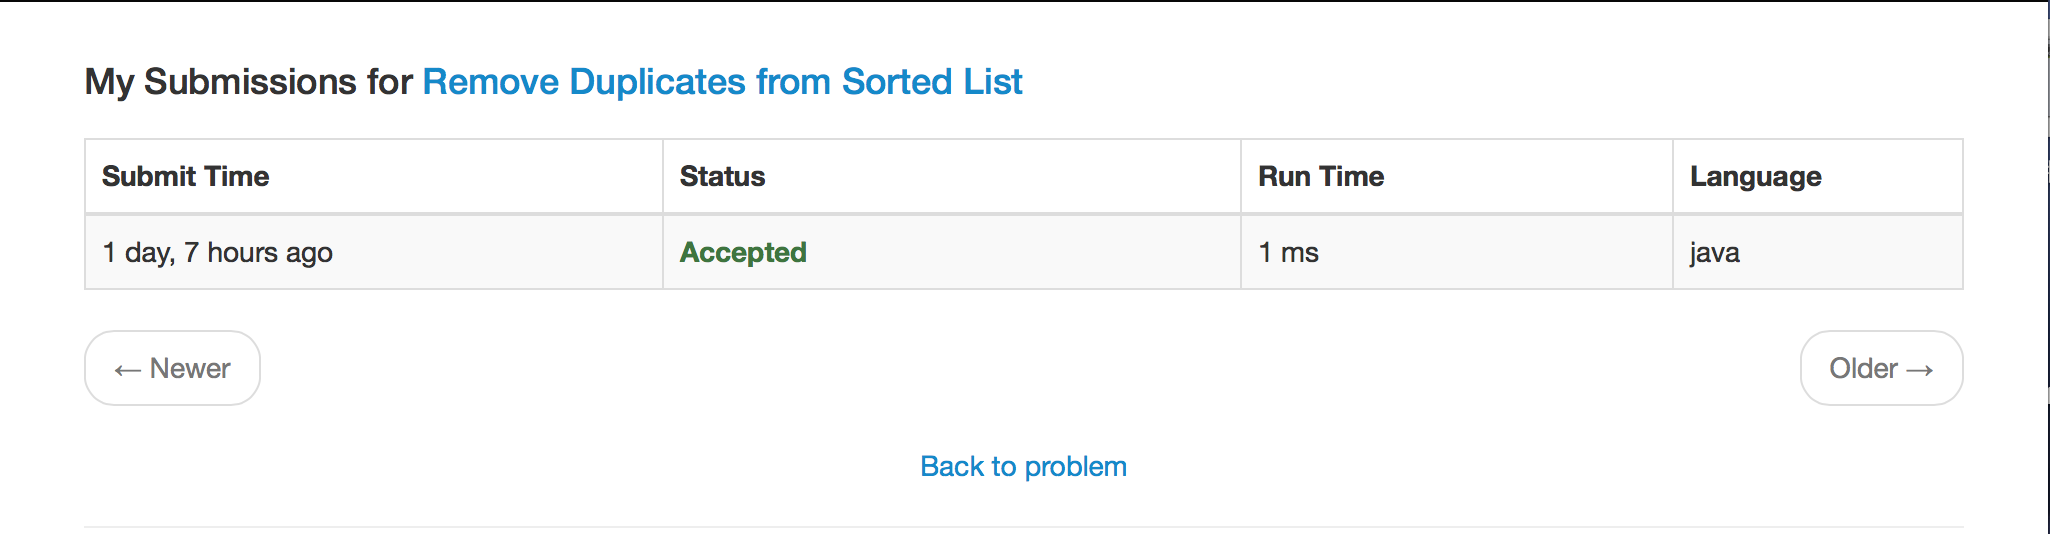 My Submissions for Remove Duplicates from Sorted List
Submit Time Status Run Time Language
1 day, 7 hours ago Accepted 1 ms java
← Newer Older →
Back to problem